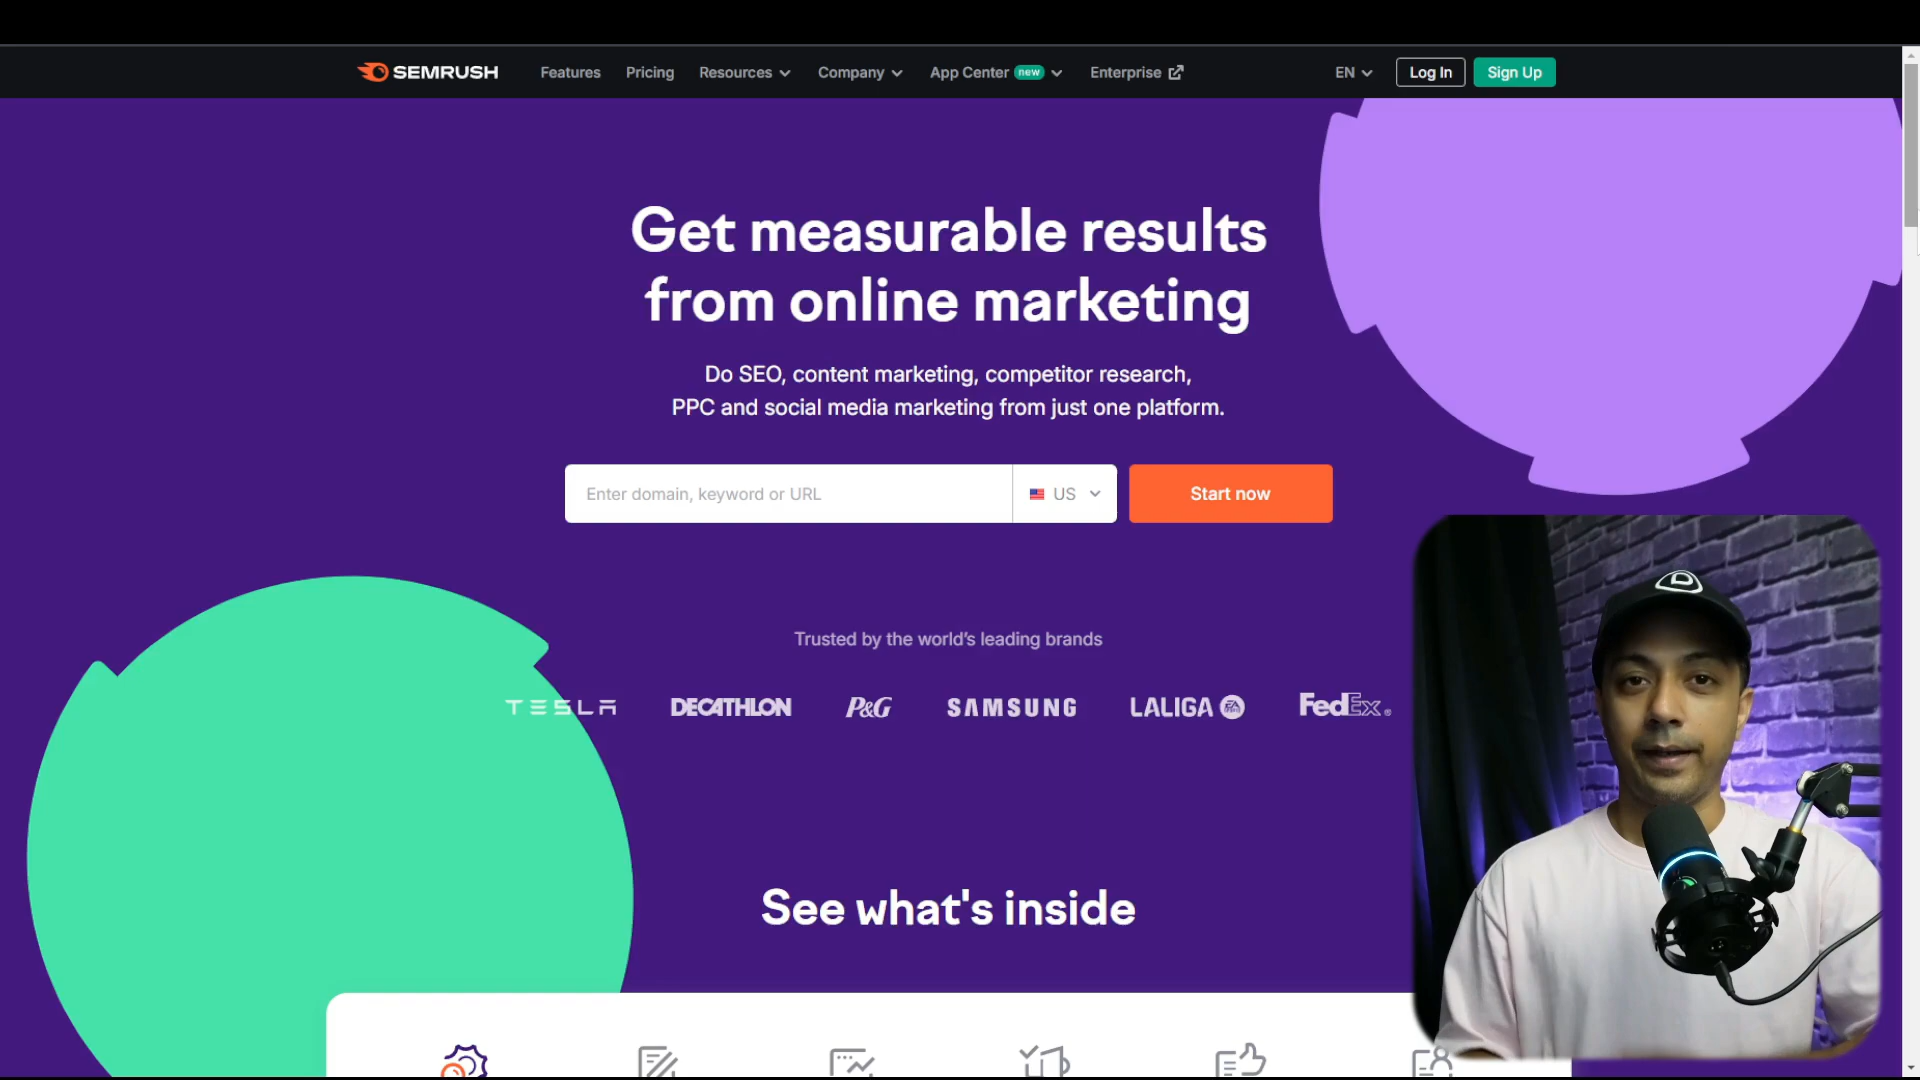 SEMRUSH Features Pricing Resources Company App Center new Enterprise EN Log In Sign Up
Get measurable results
from online marketing
Do SEO, content marketing, competitor research,
PPC and social media marketing from just one platform.
Enter domain, keyword or URL US Start now
Trusted by the world's leading brands
TESLA DECATHLON P&G SAMSUNG LALIGA FedEx®
See what's inside